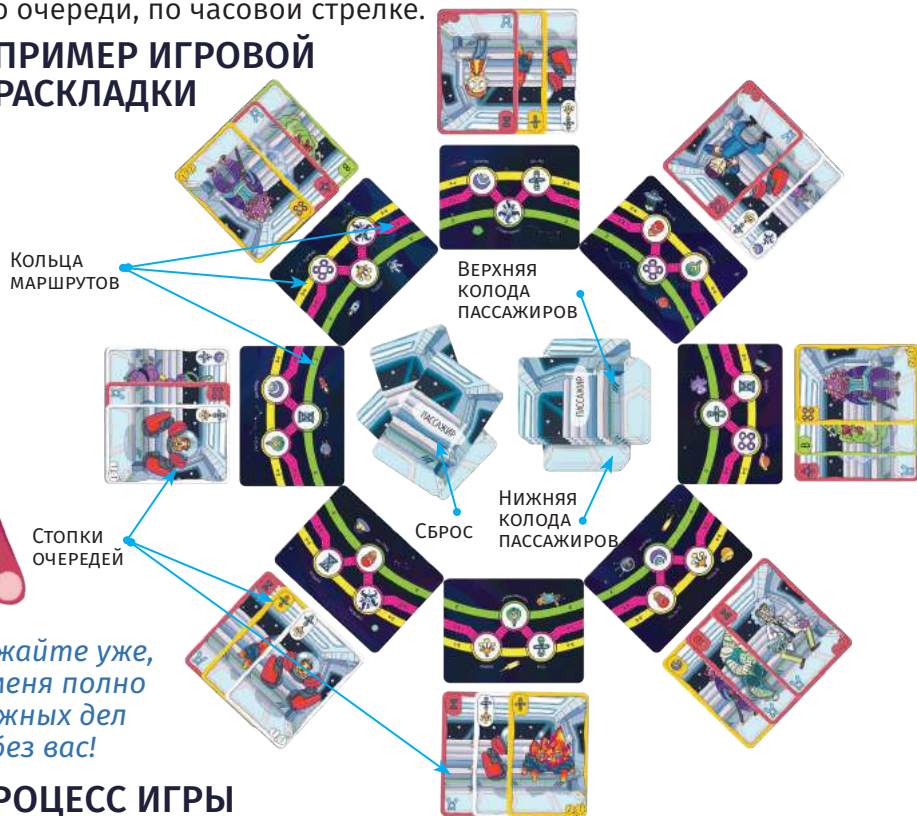 о очереди, по часовой стрелке.
ПРИМЕР ИГРОВОЙ
РАСКЛАДКИ
Кольца
маршрутов
Верхняя
колода
пассажиров
ПАССАЖИР
ПАССАЖИР
Стопки
очередей
Сброс
Нижняя
колода
пассажиров
жайте уже,
меня полно
жных дел
без вас!
РОЦЕСС ИГРЫ